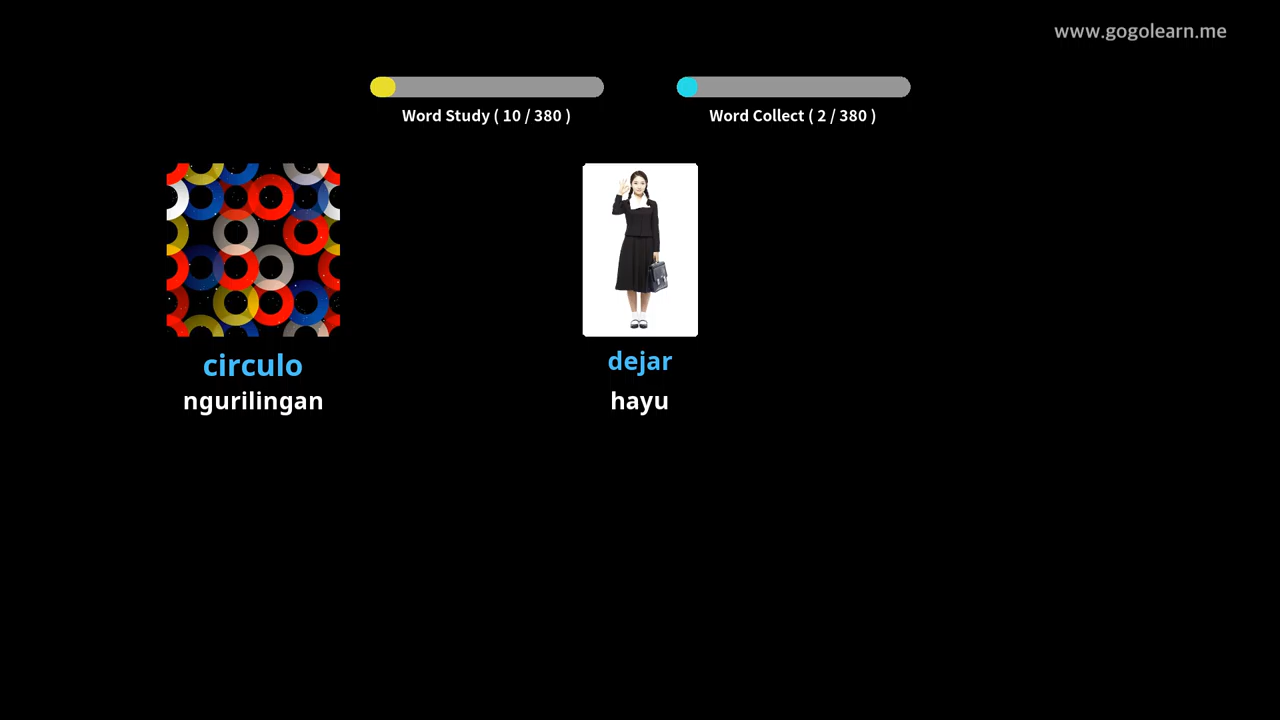 www.gogolearn.me
Word Study ( 10 / 380 )
Word Collect ( 2 / 380 )
circulo
ngurilingan
dejar
hayu